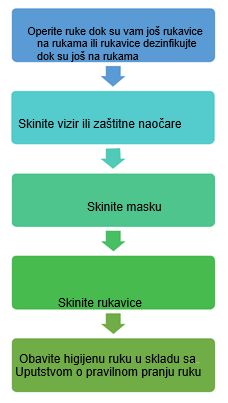 Operite ruke dok su vam još rukavice
na rukama ili rukavice dezinfikujte
dok su još na rukama
Skinite vizir ili zaštitne naočare
Skinite masku
Skinite rukavice
Obavite higijenu ruku u skladu sa
Uputstvom o pravilnom pranju ruku